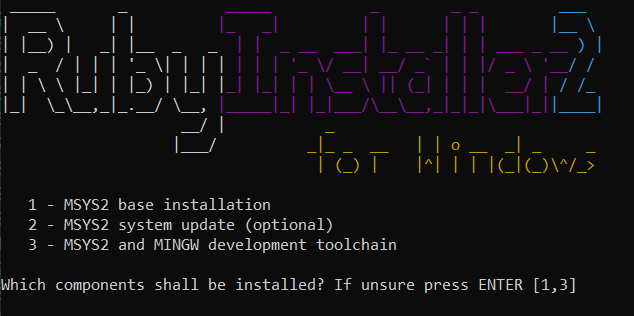 RubyInstaller2
for Windows
1 - MSYS2 base installation
2 - MSYS2 system update (optional)
3 - MSYS2 and MINGW development toolchain
Which components shall be installed? If unsure press ENTER [1,3]